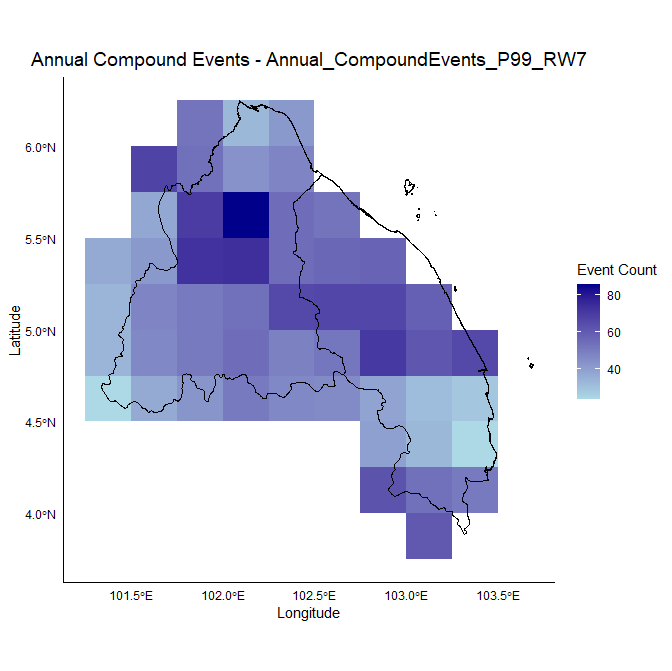 Annual Compound Events - Annual_CompoundEvents_P99_RW7
6.0°N
5.5°N
5.0°N
4.5°N
4.0°N
Latitude
101.5°E 102.0°E 102.5°E 103.0°E 103.5°E
Longitude
Event Count
80
60
40